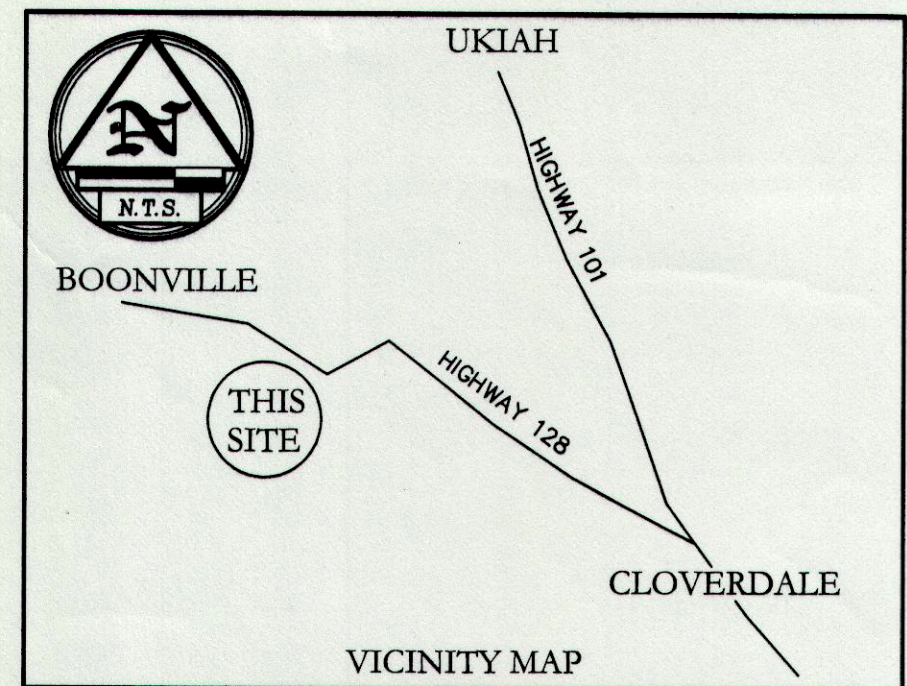 UKIAH
N
N.T.S.
HIGHWAY 101
BOONVILLE
HIGHWAY 128
THIS
SITE
CLOVERDALE
VICINITY MAP